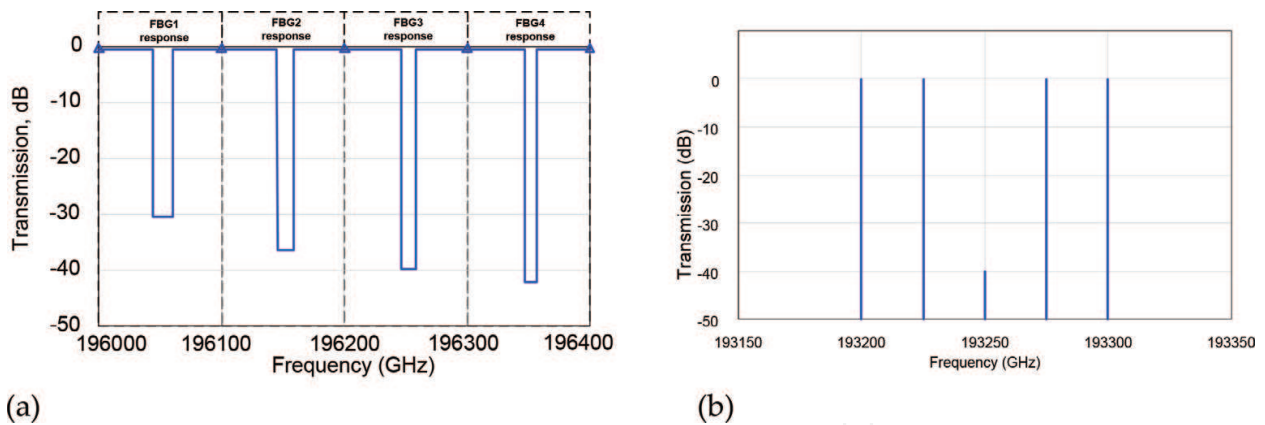 FBG1 response
FBG2 response
FBG3 response
FBG4 response
Transmission, dB
0
-10
-20
-30
-40
-50
196000 196100 196200 196300 196400
Frequency (GHz)
(a)
Transmission (dB)
0
-10
-20
-30
-40
-50
193150 193200 193250 193300 193350
Frequency (GHz)
(b)